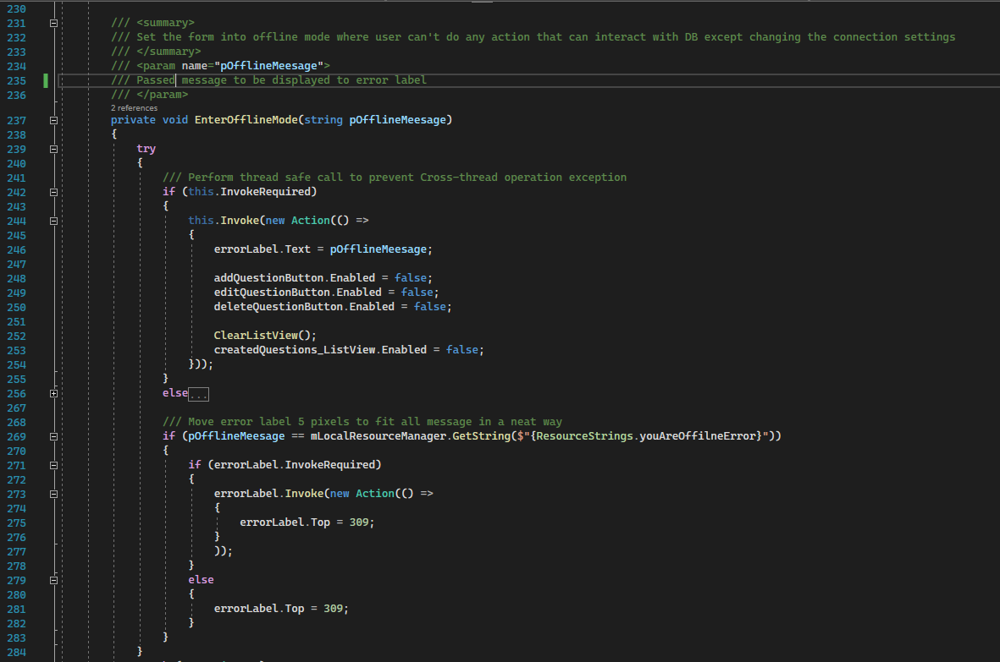 230
231 /// <summary>
232 /// Set the form into offline mode where user can't do any action that can interact with DB except changing the connection settings
233 /// </summary>
234 /// <param name="pOfflineMeesage">
235 /// Passed message to be displayed to error label
236 /// </param>
2 references
237 private void EnterOfflineMode(string pOfflineMeesage)
238 {
239 try
240 {
241 /// Perform thread safe call to prevent Cross-thread operation exception
242 if (this.InvokeRequired)
243 {
244 this.Invoke(new Action(() =>
245 {
246 errorLabel.Text = pOfflineMeesage;
247
248 addQuestionButton.Enabled = false;
249 editQuestionButton.Enabled = false;
250 deleteQuestionButton.Enabled = false;
251
252 ClearListView();
253 createdQuestions_ListView.Enabled = false;
254 }));
255 }
256 else...
267
268 /// Move error label 5 pixels to fit all message in a neat way
269 if (pOfflineMeesage == mLocalResourceManager.GetString($"{ResourceStrings.youAreOffilneError}"))
270 {
271 if (errorLabel.InvokeRequired)
272 {
273 errorLabel.Invoke(new Action(() =>
274 {
275 errorLabel.Top = 309;
276 }
277 ));
278 }
279 else
280 {
281 errorLabel.Top = 309;
282 }
283 }
284 }